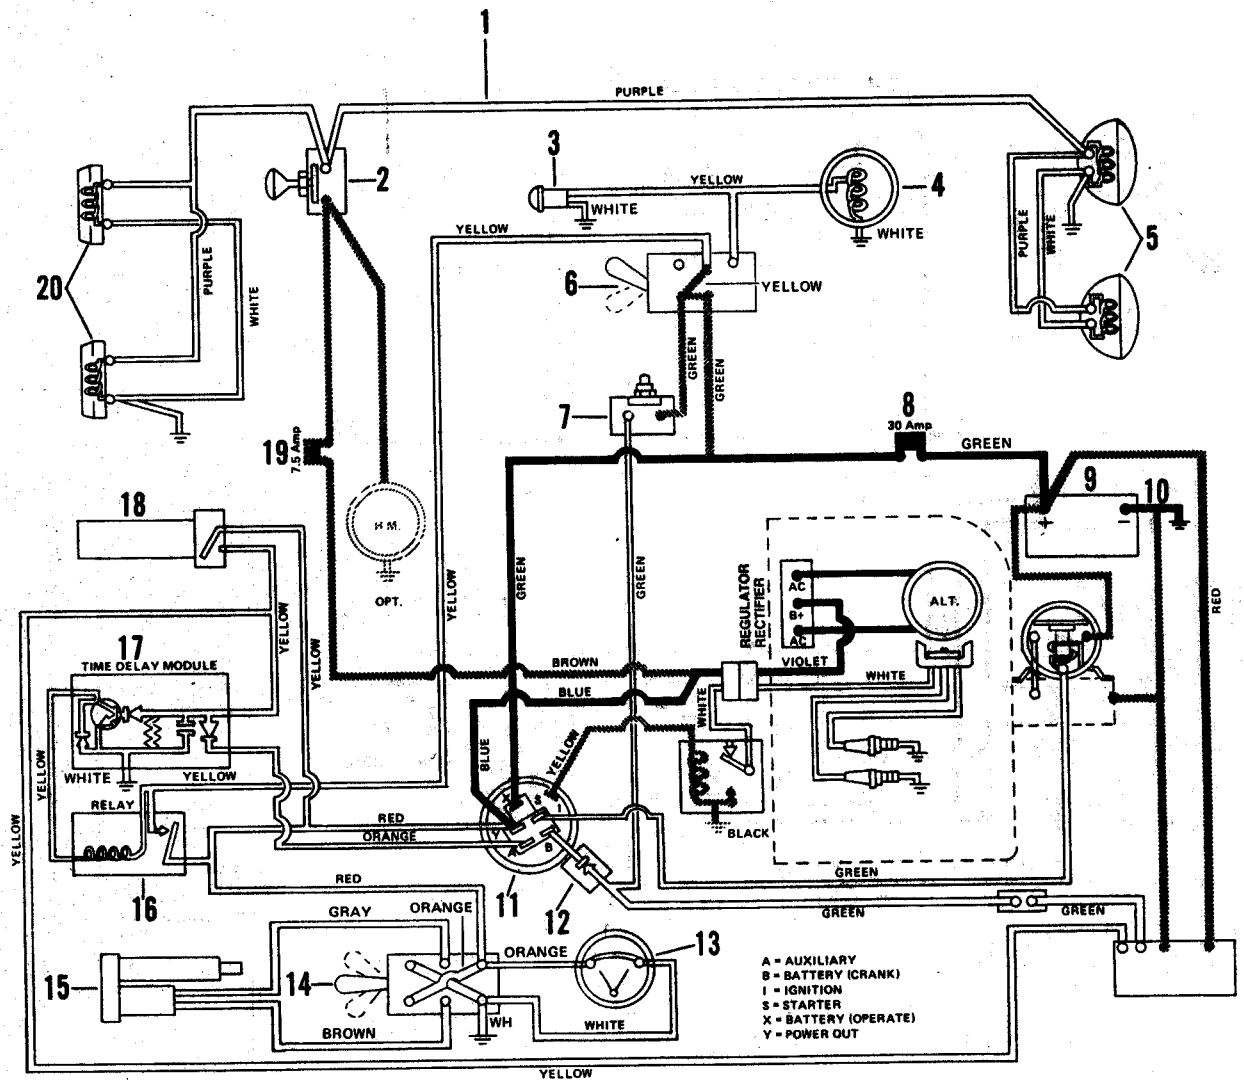 1
PURPLE
2
3
YELLOW
4
WHITE
WHITE
YELLOW
PURPLE
WHITE
5
20
PURPLE
WHITE
6
YELLOW
GREEN
GREEN
7
8
30 Amp
GREEN
19
7.5 Amp
9
10
+
−
18
H.M.
OPT.
YELLOW
GREEN
GREEN
REGULATOR
RECTIFIER
AC
B+
AC
ALT.
RED
YELLOW
YELLOW
17
TIME DELAY MODULE
BROWN
VIOLET
WHITE
BLUE
WHITE
YELLOW
WHITE
BLUE
YELLOW
YELLOW
RELAY
BLACK
YELLOW
RED
ORANGE
X
S
I
Y
A
B
GREEN
16
RED
11
12
GREEN
GREEN
GRAY
ORANGE
ORANGE
13
14
15
BROWN
WH
WHITE
A = AUXILIARY
B = BATTERY (CRANK)
I = IGNITION
S = STARTER
X = BATTERY (OPERATE)
Y = POWER OUT
YELLOW